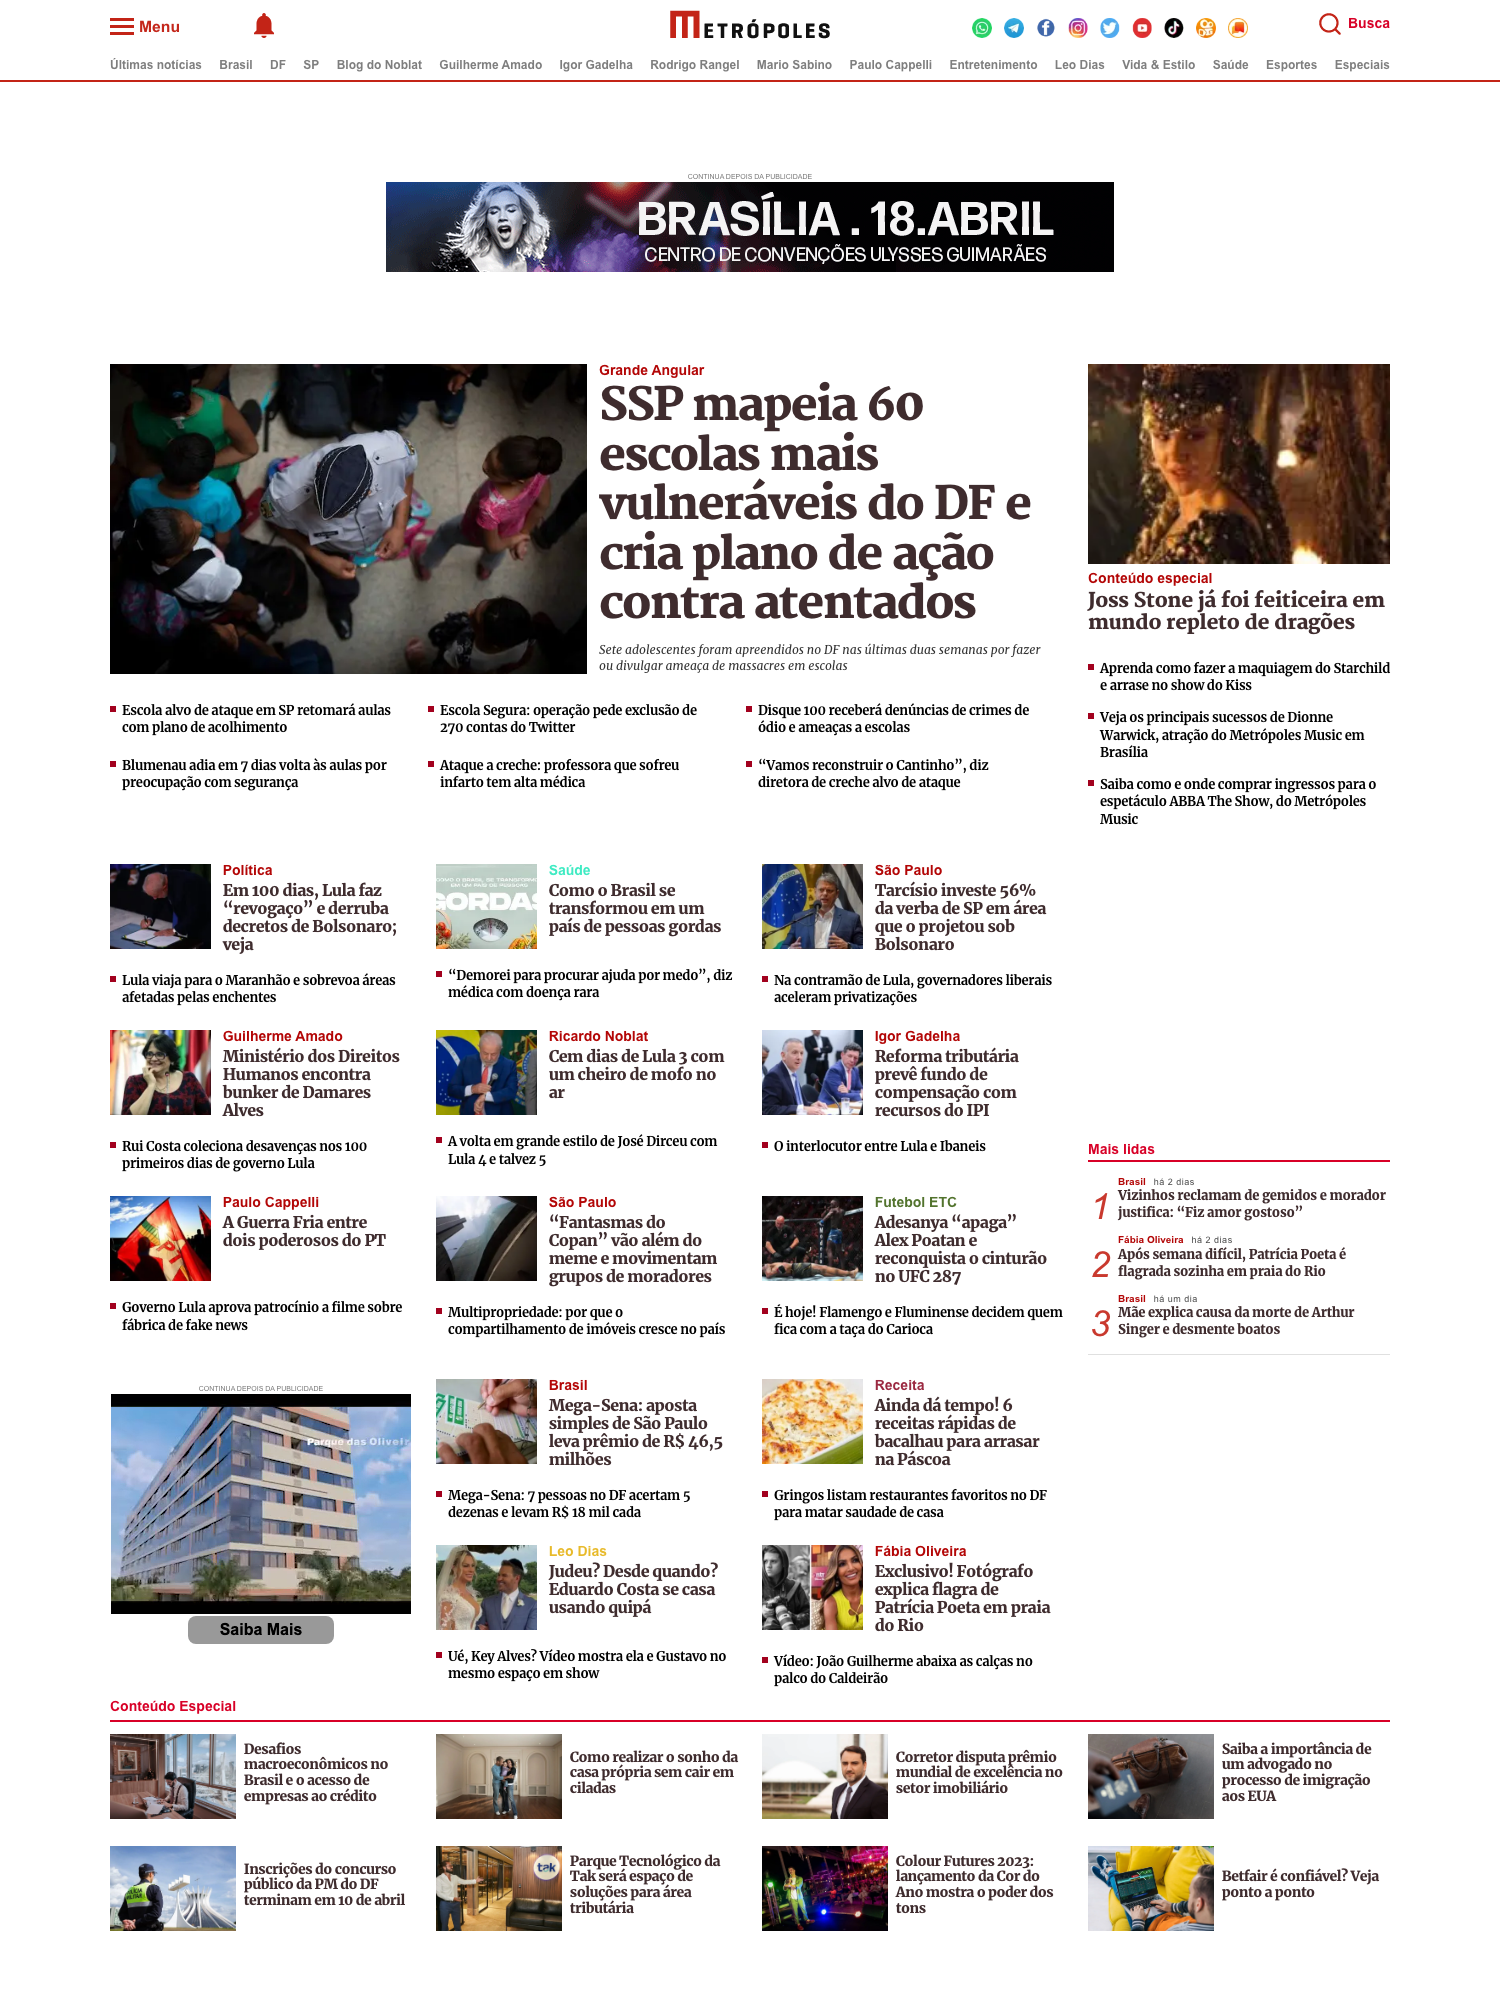 Menu
METRÓPOLES
Busca
Últimas notícias Brasil DF SP Blog do Noblat Guilherme Amado Igor Gadelha Rodrigo Rangel Mario Sabino Paulo Cappelli Entretenimento Leo Dias Vida & Estilo Saúde Esportes Especiais
CONTINUA DEPOIS DA PUBLICIDADE
BRASÍLIA . 18.ABRIL
CENTRO DE CONVENÇÕES ULYSSES GUIMARÃES
Grande Angular
SSP mapeia 60
escolas mais
vulneráveis do DF e
cria plano de ação
contra atentados
Sete adolescentes foram apreendidos no DF nas últimas duas semanas por fazer
ou divulgar ameaça de massacres em escolas
Escola alvo de ataque em SP retomará aulas
com plano de acolhimento
Escola Segura: operação pede exclusão de
270 contas do Twitter
Disque 100 receberá denúncias de crimes de
ódio e ameaças a escolas
Blumenau adia em 7 dias volta às aulas por
preocupação com segurança
Ataque a creche: professora que sofreu
infarto tem alta médica
“Vamos reconstruir o Cantinho”, diz
diretora de creche alvo de ataque
Conteúdo especial
Joss Stone já foi feiticeira em
mundo repleto de dragões
Aprenda como fazer a maquiagem do Starchild
e arrase no show do Kiss
Veja os principais sucessos de Dionne
Warwick, atração do Metrópoles Music em
Brasília
Saiba como e onde comprar ingressos para o
espetáculo ABBA The Show, do Metrópoles
Music
Política
Em 100 dias, Lula faz
“revogaço” e derruba
decretos de Bolsonaro;
veja
Lula viaja para o Maranhão e sobrevoa áreas
afetadas pelas enchentes
COMO O BRASIL SE TRANSFORMOU
EM UM PAÍS DE PESSOAS
GORDAS
Saúde
Como o Brasil se
transformou em um
país de pessoas gordas
“Demorei para procurar ajuda por medo”, diz
médica com doença rara
São Paulo
Tarcísio investe 56%
da verba de SP em área
que o projetou sob
Bolsonaro
Na contramão de Lula, governadores liberais
aceleram privatizações
Guilherme Amado
Ministério dos Direitos
Humanos encontra
bunker de Damares
Alves
Rui Costa coleciona desavenças nos 100
primeiros dias de governo Lula
Ricardo Noblat
Cem dias de Lula 3 com
um cheiro de mofo no
ar
A volta em grande estilo de José Dirceu com
Lula 4 e talvez 5
Igor Gadelha
Reforma tributária
prevê fundo de
compensação com
recursos do IPI
O interlocutor entre Lula e Ibaneis
Paulo Cappelli
A Guerra Fria entre
dois poderosos do PT
Governo Lula aprova patrocínio a filme sobre
fábrica de fake news
São Paulo
“Fantasmas do
Copan” vão além do
meme e movimentam
grupos de moradores
Multipropriedade: por que o
compartilhamento de imóveis cresce no país
Futebol ETC
Adesanya “apaga”
Alex Poatan e
reconquista o cinturão
no UFC 287
É hoje! Flamengo e Fluminense decidem quem
fica com a taça do Carioca
Mais lidas
1
Brasil há 2 dias
Vizinhos reclamam de gemidos e morador
justifica: “Fiz amor gostoso”
2
Fábia Oliveira há 2 dias
Após semana difícil, Patrícia Poeta é
flagrada sozinha em praia do Rio
3
Brasil há um dia
Mãe explica causa da morte de Arthur
Singer e desmente boatos
CONTINUA DEPOIS DA PUBLICIDADE
Parque das Oliveir
Saiba Mais
Brasil
Mega-Sena: aposta
simples de São Paulo
leva prêmio de R$ 46,5
milhões
Mega-Sena: 7 pessoas no DF acertam 5
dezenas e levam R$ 18 mil cada
Receita
Ainda dá tempo! 6
receitas rápidas de
bacalhau para arrasar
na Páscoa
Gringos listam restaurantes favoritos no DF
para matar saudade de casa
Leo Dias
Judeu? Desde quando?
Eduardo Costa se casa
usando quipá
Ué, Key Alves? Vídeo mostra ela e Gustavo no
mesmo espaço em show
Fábia Oliveira
Exclusivo! Fotógrafo
explica flagra de
Patrícia Poeta em praia
do Rio
Vídeo: João Guilherme abaixa as calças no
palco do Caldeirão
Conteúdo Especial
Desafios
macroeconômicos no
Brasil e o acesso de
empresas ao crédito
Como realizar o sonho da
casa própria sem cair em
ciladas
Corretor disputa prêmio
mundial de excelência no
setor imobiliário
Saiba a importância de
um advogado no
processo de imigração
aos EUA
Inscrições do concurso
público da PM do DF
terminam em 10 de abril
tak
Parque Tecnológico da
Tak será espaço de
soluções para área
tributária
Colour Futures 2023:
lançamento da Cor do
Ano mostra o poder dos
tons
Betfair é confiável? Veja
ponto a ponto